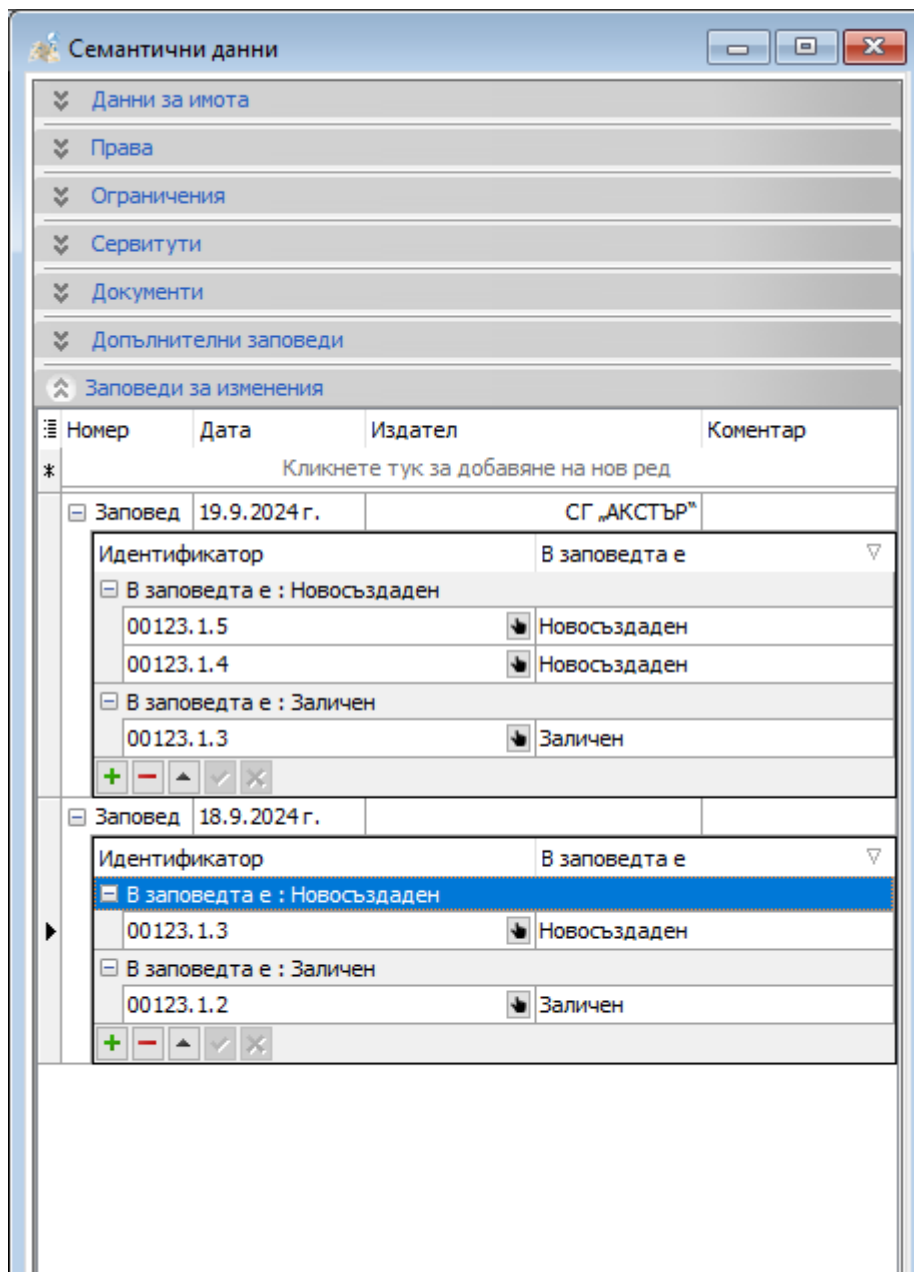 Семантични данни
Данни за имота
Права
Ограничения
Сервитути
Документи
Допълнителни заповеди
Заповеди за изменения
Номер Дата Издател Коментар
Кликнете тук за добавяне на нов ред
Заповед 19.9.2024 г. СГ „АКСТЪР“
Идентификатор В заповедта е
В заповедта е : Новосъздаден
00123.1.5 Новосъздаден
00123.1.4 Новосъздаден
В заповедта е : Заличен
00123.1.3 Заличен
Заповед 18.9.2024 г.
Идентификатор В заповедта е
В заповедта е : Новосъздаден
00123.1.3 Новосъздаден
В заповедта е : Заличен
00123.1.2 Заличен